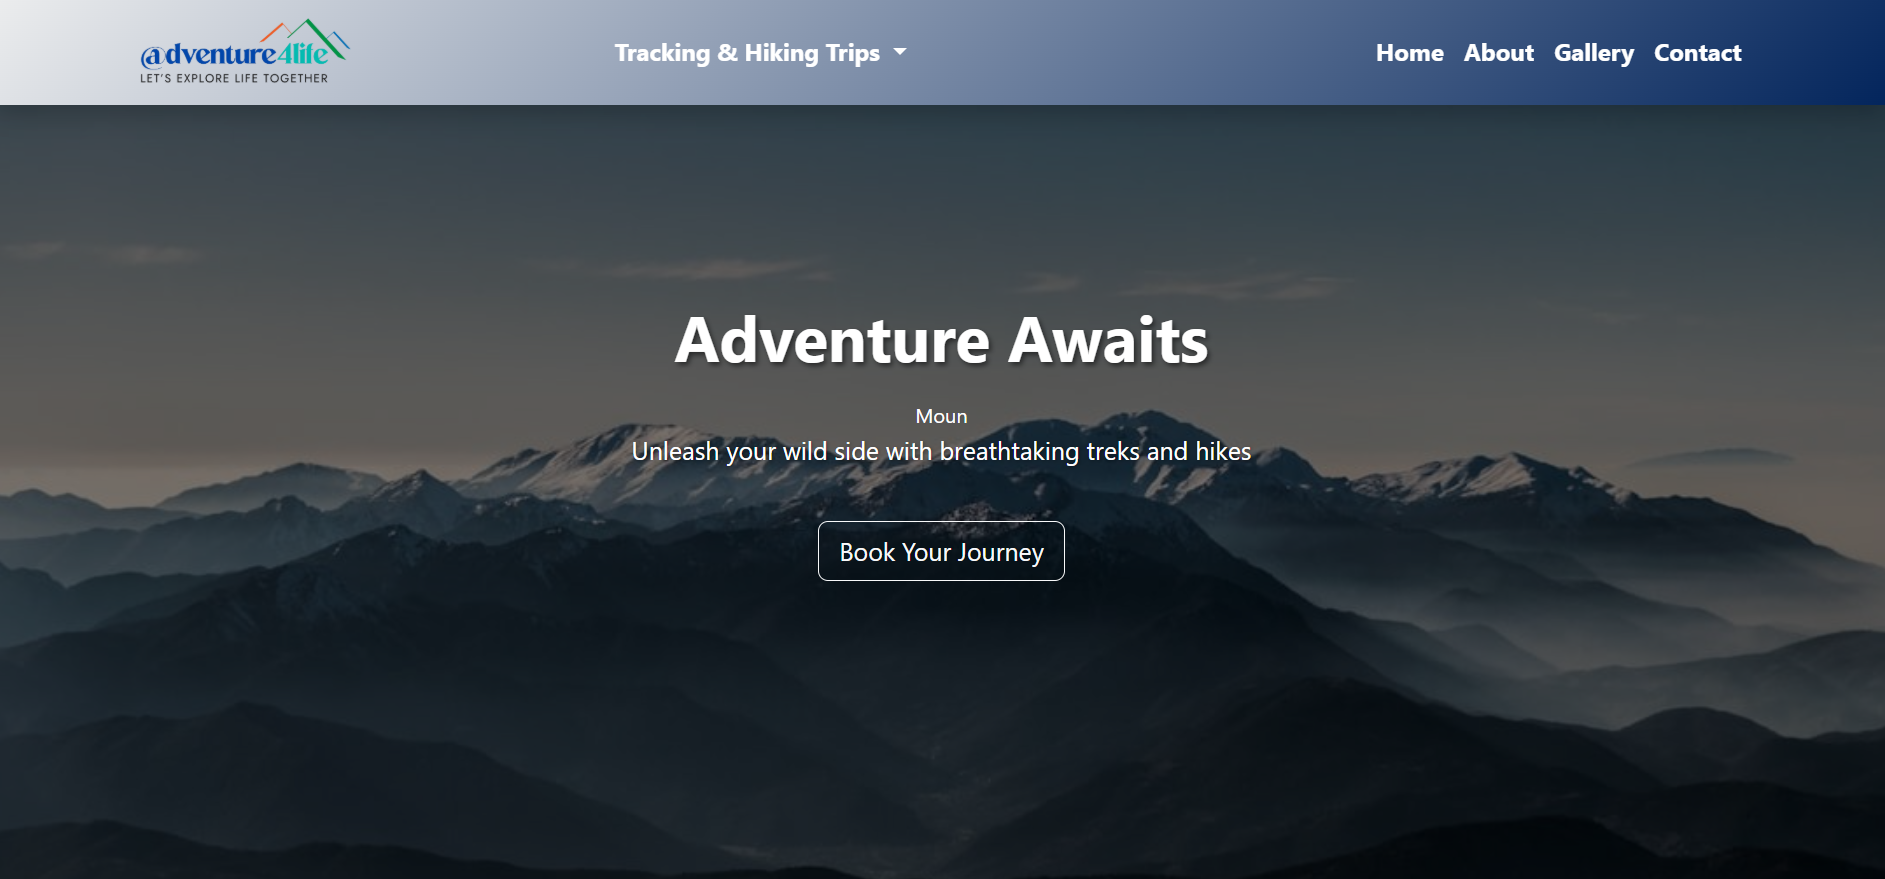 @dventure4life
LET'S EXPLORE LIFE TOGETHER
Tracking & Hiking Trips
Home About Gallery Contact
Adventure Awaits
Moun
Unleash your wild side with breathtaking treks and hikes
Book Your Journey